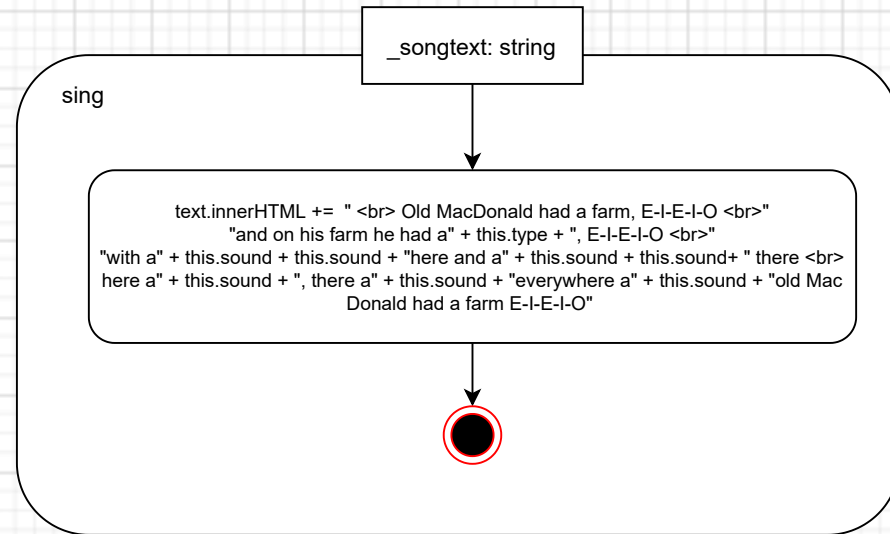 _songtext: string
sing
text.innerHTML +=  " <br> Old MacDonald had a farm, E-I-E-I-O <br>"
"and on his farm he had a" + this.type + ", E-I-E-I-O <br>"
"with a" + this.sound + this.sound + "here and a" + this.sound + this.sound+ " there <br>
here a" + this.sound + ", there a" + this.sound + "everywhere a" + this.sound + "old Mac
Donald had a farm E-I-E-I-O"